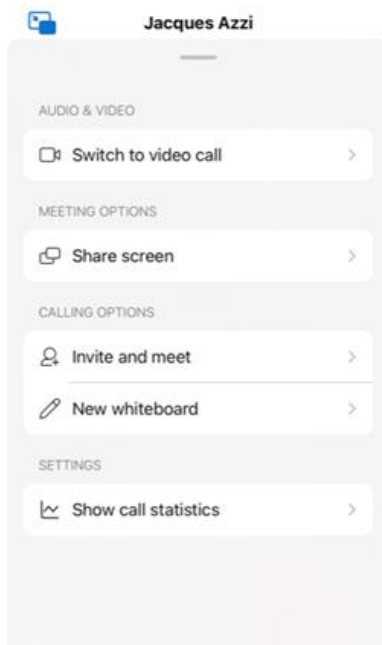 Jacques Azzi
AUDIO & VIDEO
Switch to video call
MEETING OPTIONS
Share screen
CALLING OPTIONS
Invite and meet
New whiteboard
SETTINGS
Show call statistics